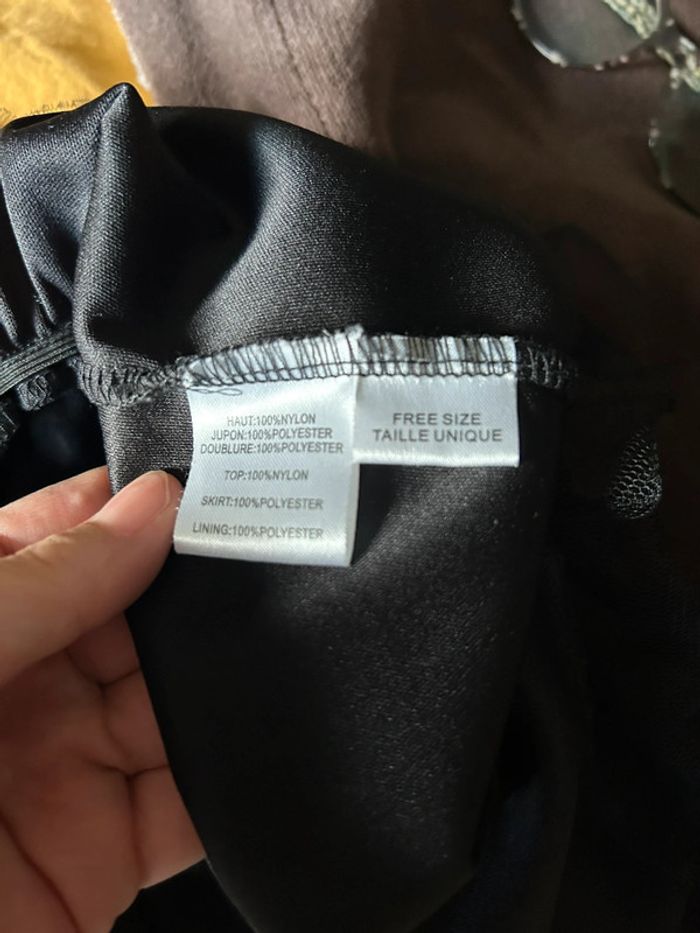 HAUT:100%NYLON
JUPON:100%POLYESTER
DOUBLURE:100%POLYESTER
TOP:100%NYLON
SKIRT:100%POLYESTER
LINING:100%POLYESTER
FREE SIZE
TAILLE UNIQUE